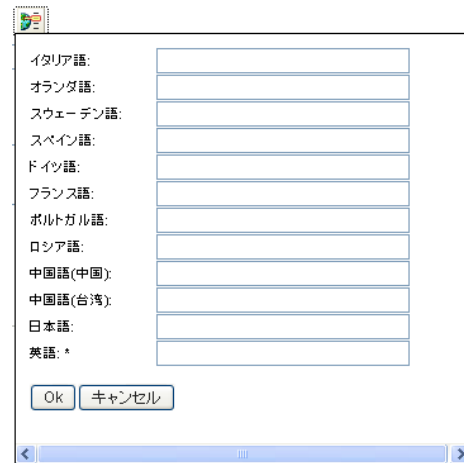 イタリア語:
オランダ語:
スウェーデン語:
スペイン語:
ドイツ語:
フランス語:
ポルトガル語:
ロシア語:
中国語(中国):
中国語(台湾):
日本語:
英語: *
Ok キャンセル